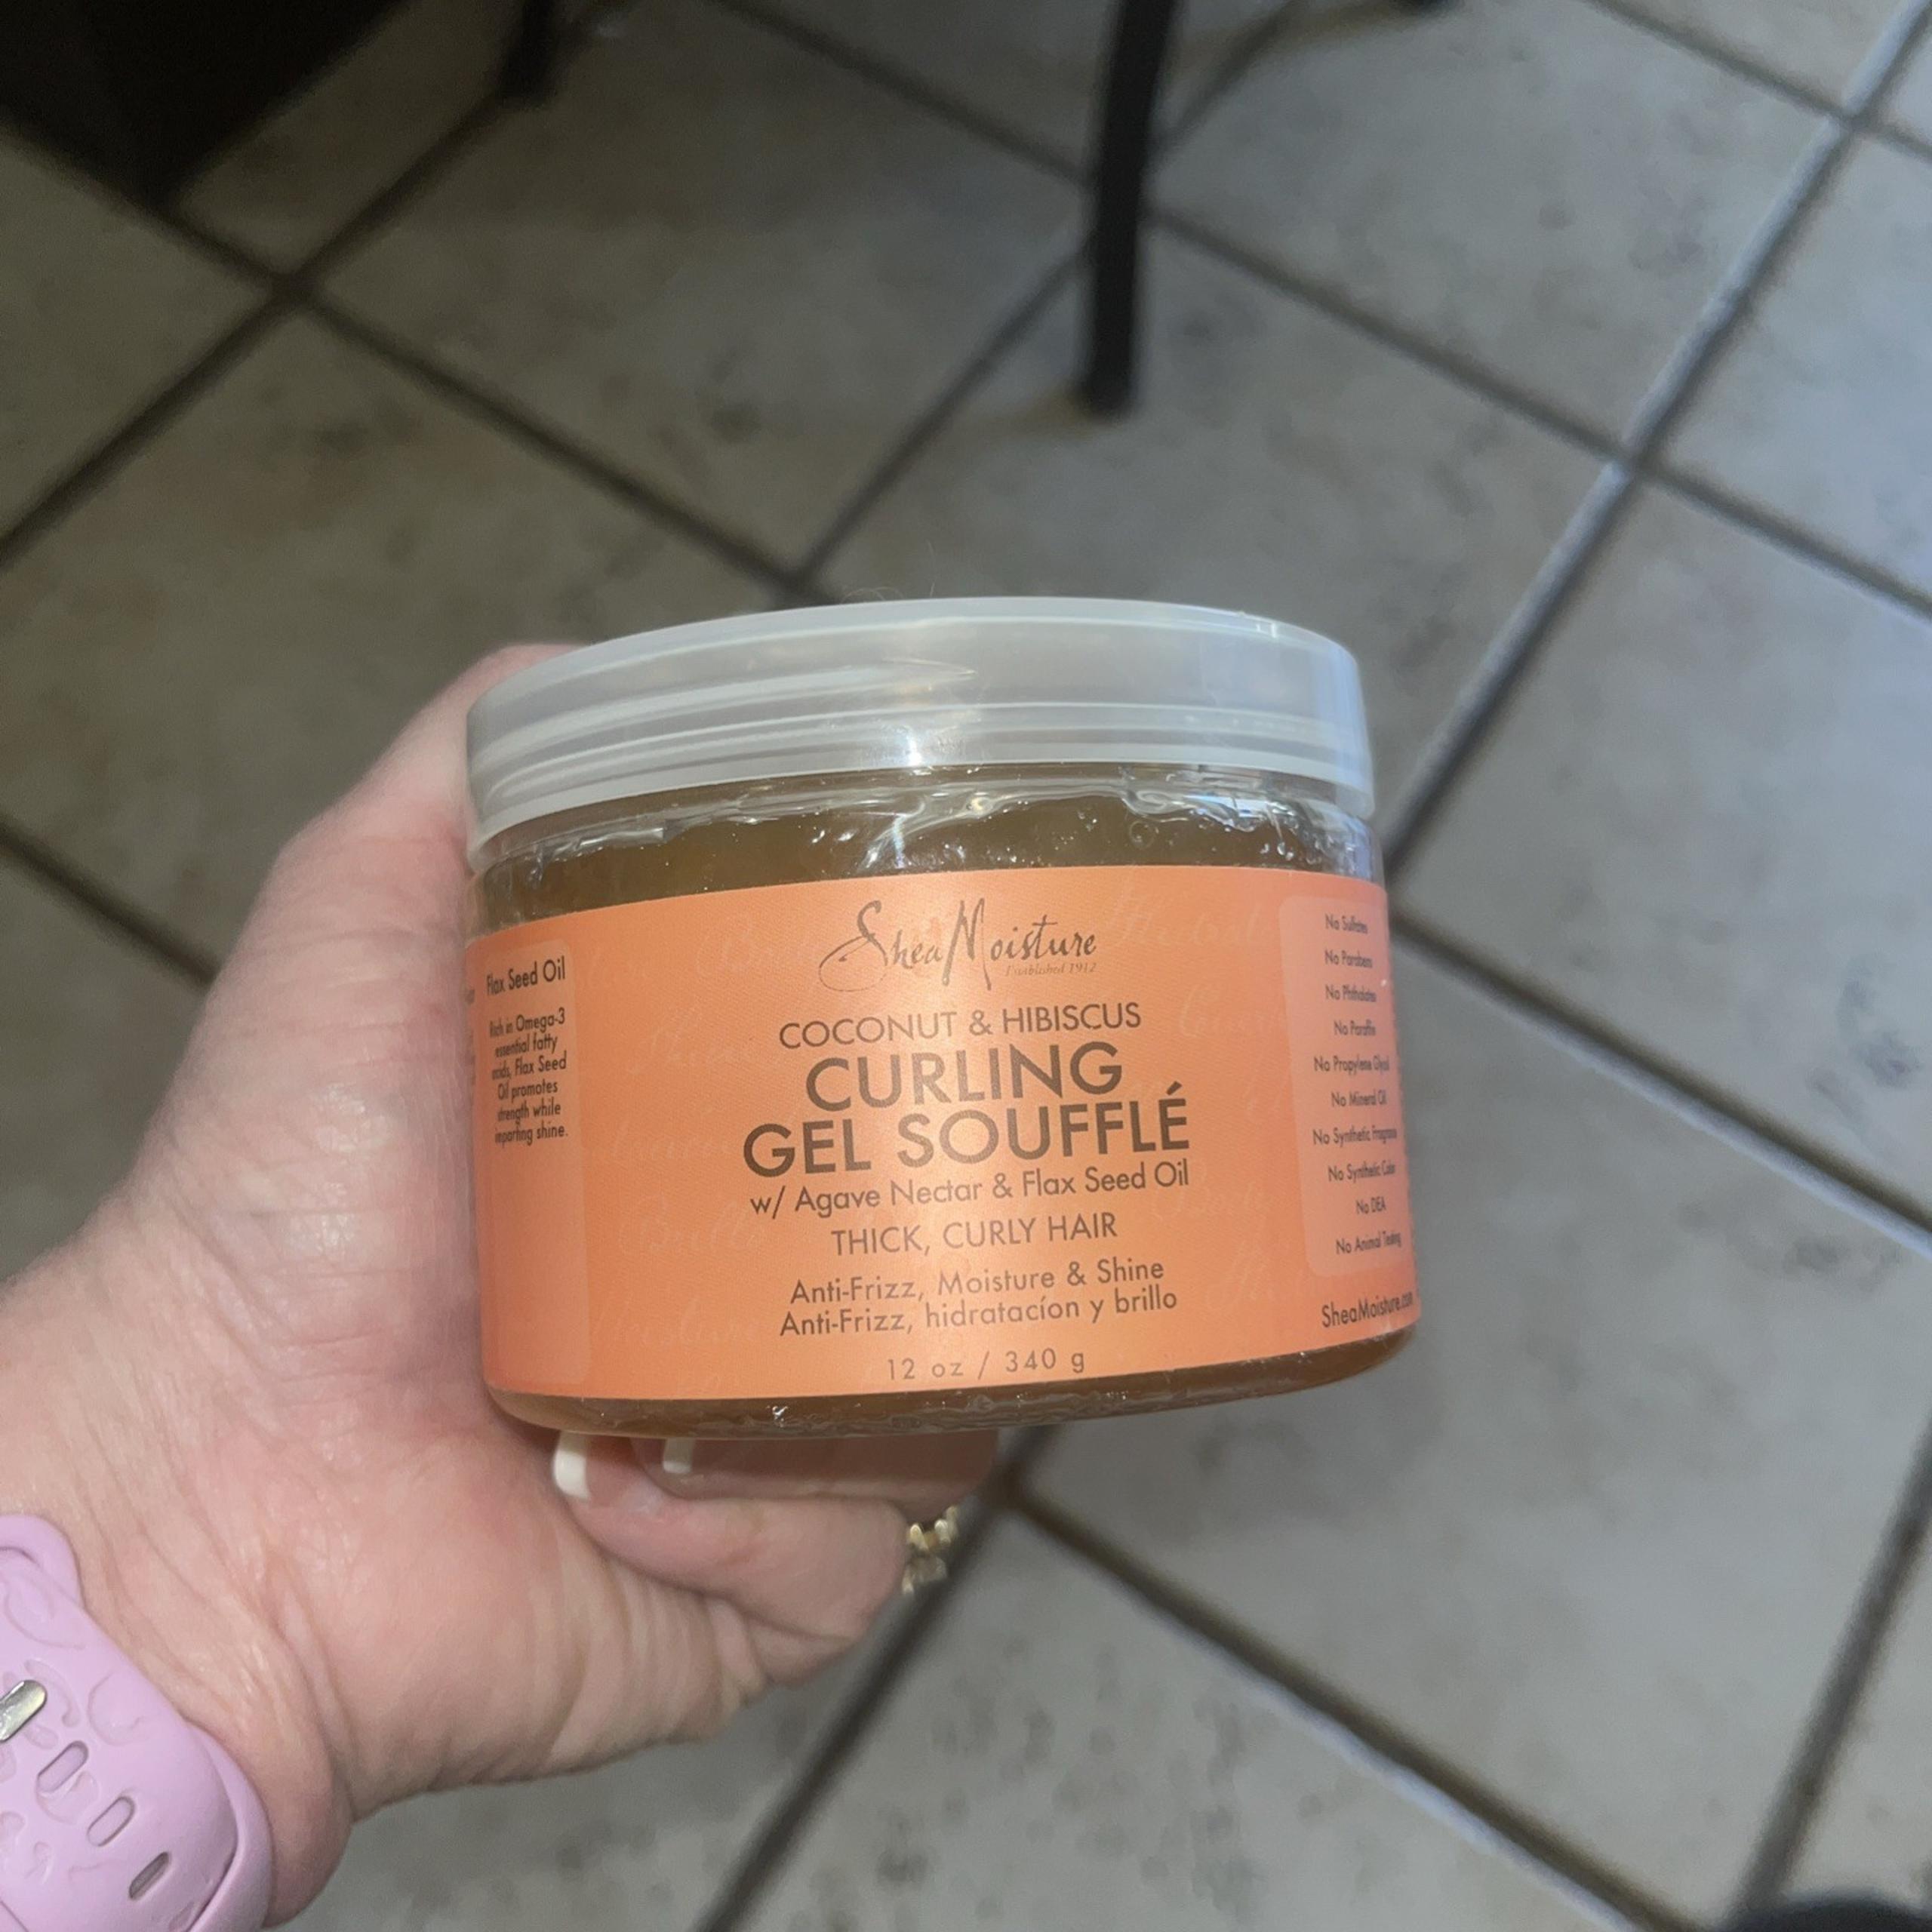 SheaMoisture
Established 1912
COCONUT & HIBISCUS
CURLING
GEL SOUFFLÉ
w/ Agave Nectar & Flax Seed Oil
THICK, CURLY HAIR
Anti-Frizz, Moisture & Shine
Anti-Frizz, hidratacíon y brillo
12 oz / 340 g
Flax Seed Oil
Rich in Omega-3
essential fatty
acids, Flax Seed
Oil promotes
strength while
imparting shine.
No Sulfates
No Parabens
No Phthalates
No Paraffin
No Propylene Glycol
No Mineral Oil
No Synthetic Fragrance
No Synthetic Color
No DEA
No Animal Testing
SheaMoisture.com